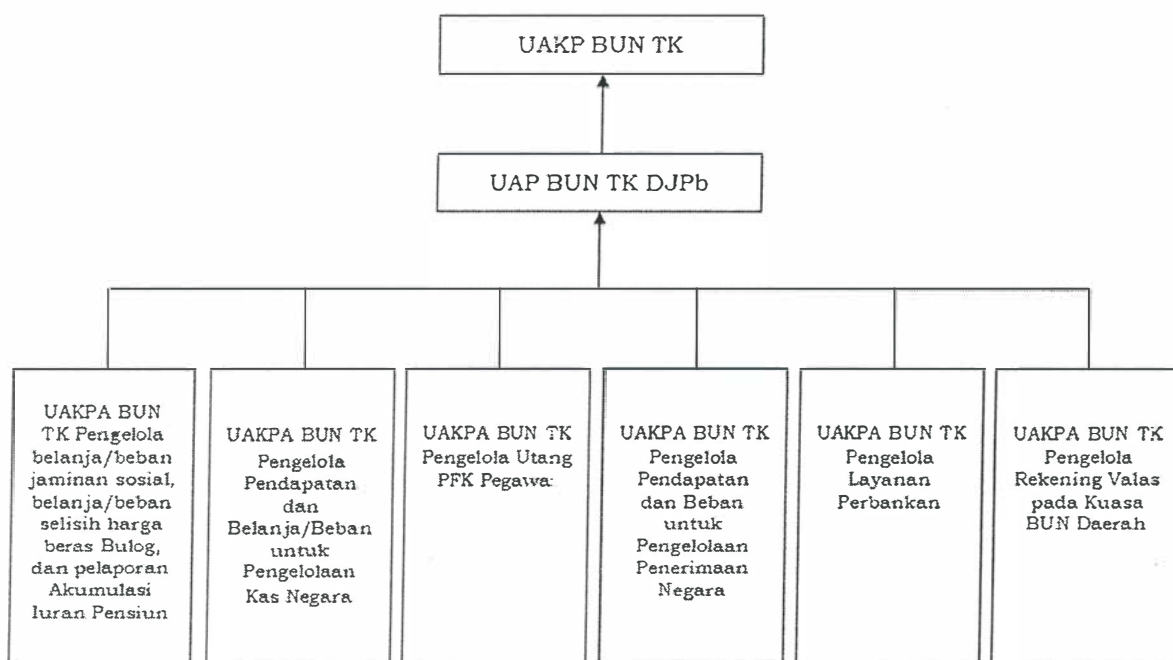 UAKP BUN TK
UAP BUN TK DJPb
UAKPA BUN
TK Pengelola
belanja/beban
jaminan sosial,
belanja/beban
selisih harga
beras Bulog,
dan pelaporan
Akumulasi
Iuran Pensiun
UAKPA BUN TK
Pengelola
Pendapatan
dan
Belanja/Beban
untuk
Pengelolaan
Kas Negara
UAKPA BUN TK
Pengelola Utang
PFK Pegawa:
UAKPA BUN TK
Pengelola
Pendapatan
dan Beban
untuk
Pengelolaan
Penerimaan
Negara
UAKPA BUN TK
Pengelola
Layanan
Perbankan
UAKPA BUN TK
Pengelola
Rekening Valas
pada Kuasa
BUN Daerah